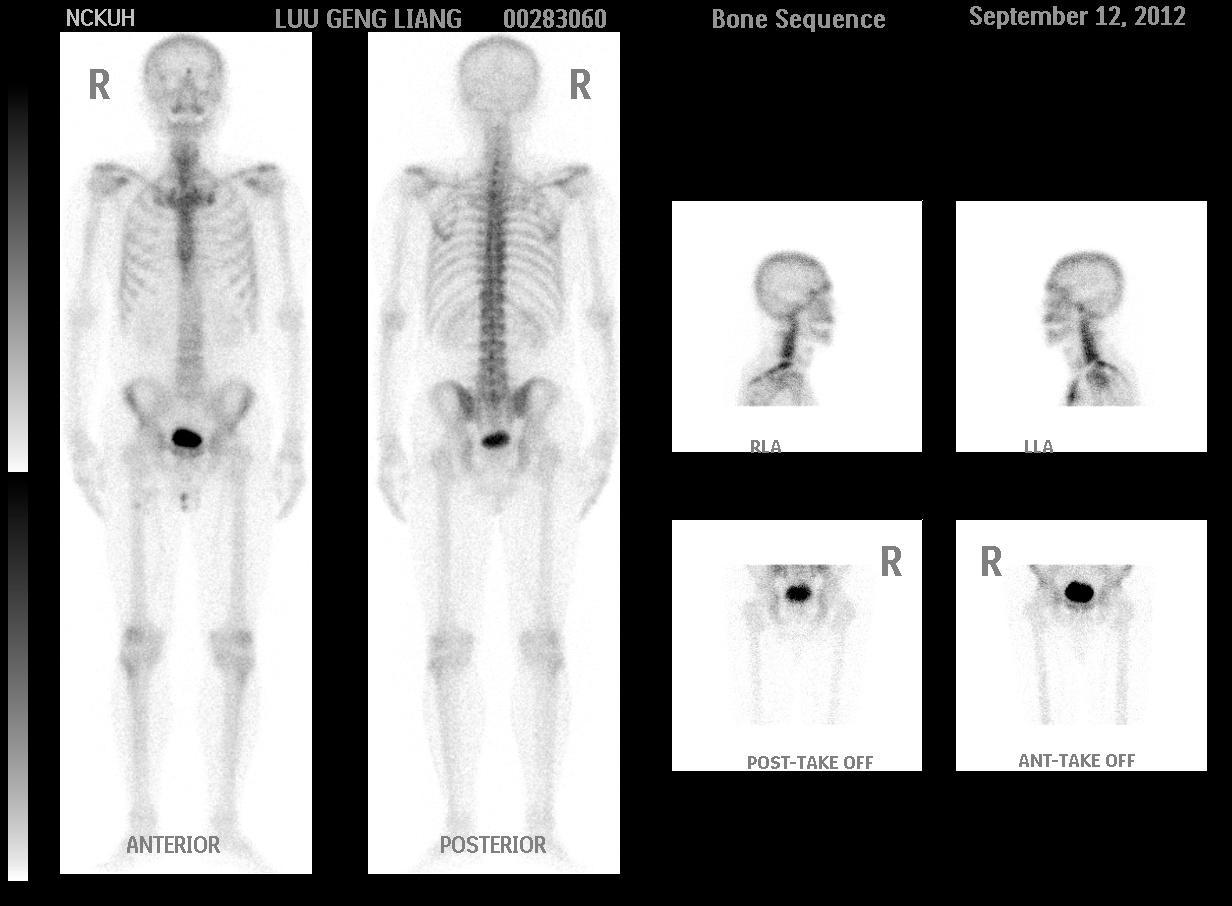 NCKUH LUU GENG LIANG 00283060 Bone Sequence September 12, 2012
R R
RLA LLA
R R
POST-TAKE OFF ANT-TAKE OFF
ANTERIOR POSTERIOR